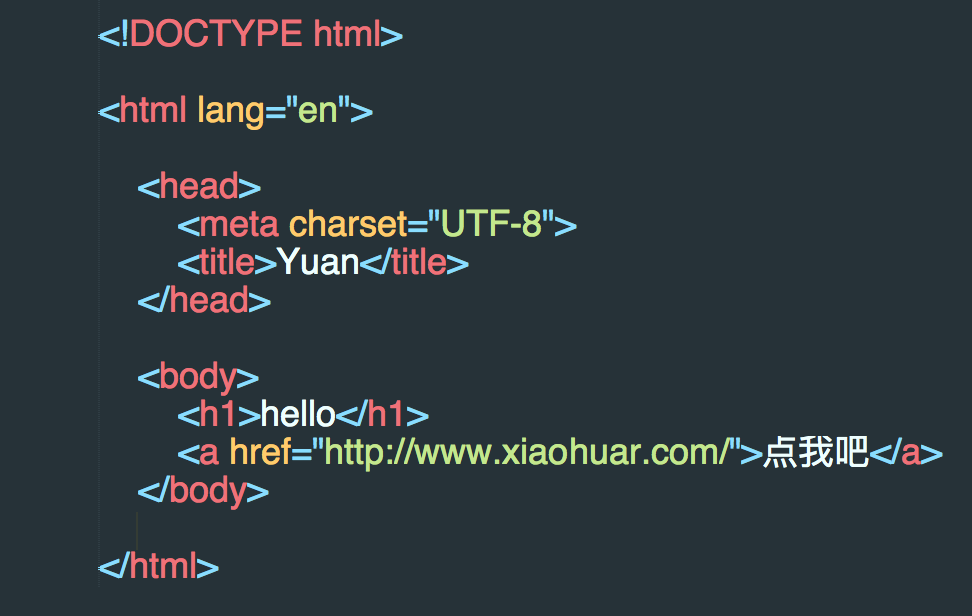 <!DOCTYPE html>
<html lang="en">
<head>
<meta charset="UTF-8">
<title>Yuan</title>
</head>
<body>
<h1>hello</h1>
<a href="http://www.xiaohuar.com/">点我吧</a>
</body>
</html>